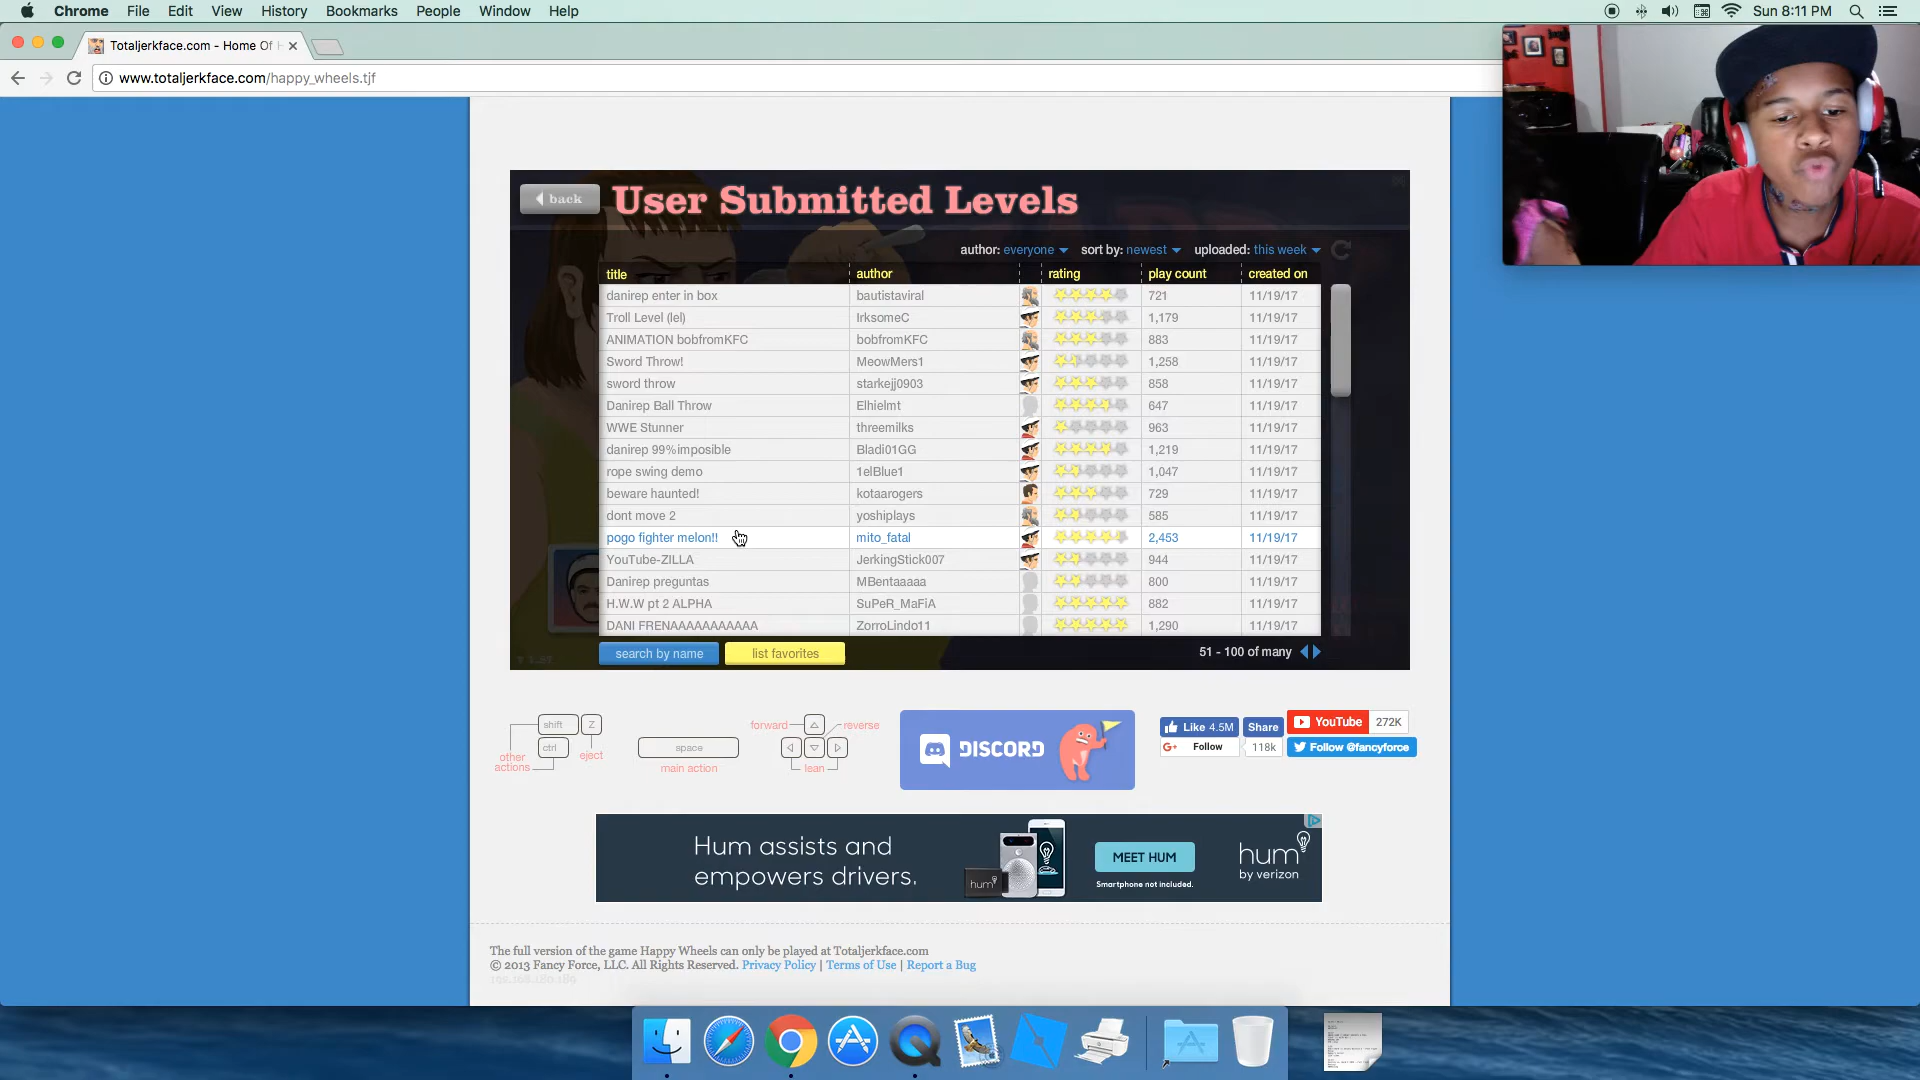 Chrome File Edit View History Bookmarks People Window Help Sun 8:11 PM
Totaljerkface.com - Home Of H
www.totaljerkface.com/happy_wheels.tjf
back User Submitted Levels
author: everyone sort by: newest uploaded: this week
title author rating play count created on
danirep enter in box bautistaviral 721 11/19/17
Troll Level (lel) IrksomeC 1,179 11/19/17
ANIMATION bobfromKFC bobfromKFC 883 11/19/17
Sword Throw! MeowMers1 1,258 11/19/17
sword throw starkejj0903 858 11/19/17
Danirep Ball Throw Elhielmt 647 11/19/17
WWE Stunner threemilks 963 11/19/17
danirep 99%imposible Bladi01GG 1,219 11/19/17
rope swing demo 1elBlue1 1,047 11/19/17
beware haunted! kotaarogers 729 11/19/17
dont move 2 yoshiplays 585 11/19/17
pogo fighter melon!! mito_fatal 2,453 11/19/17
YouTube-ZILLA JerkingStick007 944 11/19/17
Danirep preguntas MBentaaaaa 800 11/19/17
H.W.W pt 2 ALPHA SuPeR_MaFiA 882 11/19/17
DANI FRENAAAAAAAAAAA ZorroLindo11 1,290 11/19/17
search by name list favorites 51 - 100 of many
shift Z ctrl other actions eject
space main action
forward reverse lean
DISCORD
Like 4.5M Share YouTube 272K
G+ Follow 118k Follow @fancyforce
Hum assists and
empowers drivers.
hum
MEET HUM
Smartphone not included.
hum
by verizon
The full version of the game Happy Wheels can only be played at Totaljerkface.com
© 2013 Fancy Force, LLC. All Rights Reserved. Privacy Policy | Terms of Use | Report a Bug
192.168.180.189